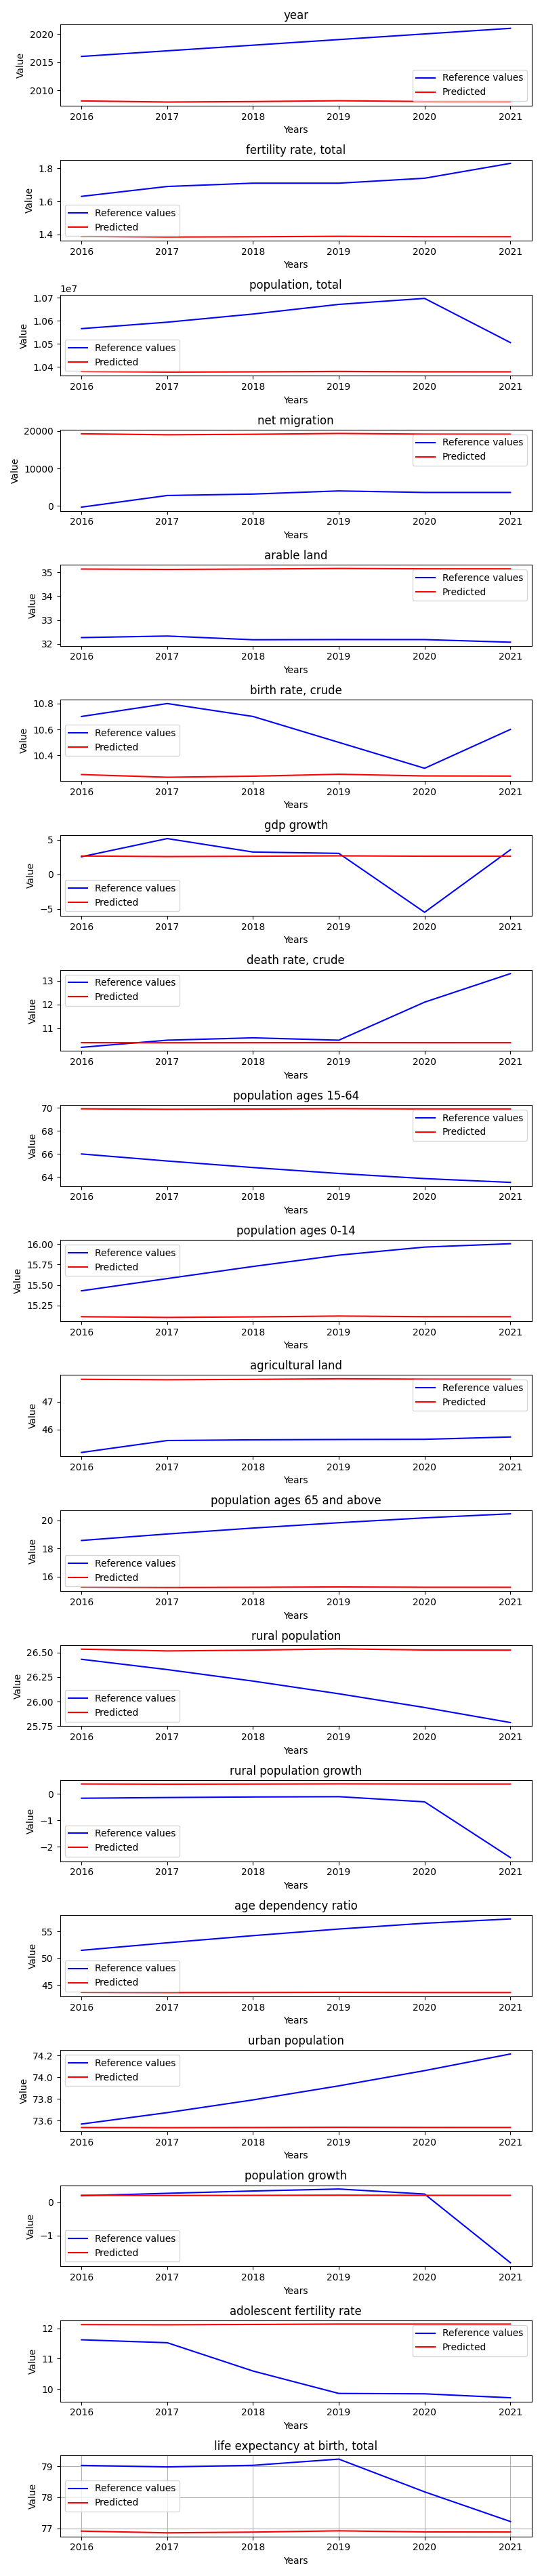 year
2020
2015
2010
Value
Reference values
Predicted
2016 2017 2018 2019 2020 2021
Years
fertility rate, total
1.8
1.6
1.4
Value
Reference values
Predicted
2016 2017 2018 2019 2020 2021
Years
population, total
1e7
1.07
1.06
1.05
1.04
Value
Reference values
Predicted
2016 2017 2018 2019 2020 2021
Years
net migration
20000
10000
0
Value
Reference values
Predicted
2016 2017 2018 2019 2020 2021
Years
arable land
35
34
33
32
Value
Reference values
Predicted
2016 2017 2018 2019 2020 2021
Years
birth rate, crude
10.8
10.6
10.4
Value
Reference values
Predicted
2016 2017 2018 2019 2020 2021
Years
gdp growth
5
0
−5
Value
Reference values
Predicted
2016 2017 2018 2019 2020 2021
Years
death rate, crude
13
12
11
Value
Reference values
Predicted
2016 2017 2018 2019 2020 2021
Years
population ages 15-64
70
68
66
64
Value
Reference values
Predicted
2016 2017 2018 2019 2020 2021
Years
population ages 0-14
16.00
15.75
15.50
15.25
Value
Reference values
Predicted
2016 2017 2018 2019 2020 2021
Years
agricultural land
47
46
Value
Reference values
Predicted
2016 2017 2018 2019 2020 2021
Years
population ages 65 and above
20
18
16
Value
Reference values
Predicted
2016 2017 2018 2019 2020 2021
Years
rural population
26.50
26.25
26.00
25.75
Value
Reference values
Predicted
2016 2017 2018 2019 2020 2021
Years
rural population growth
0
−1
−2
Value
Reference values
Predicted
2016 2017 2018 2019 2020 2021
Years
age dependency ratio
55
50
45
Value
Reference values
Predicted
2016 2017 2018 2019 2020 2021
Years
urban population
74.2
74.0
73.8
73.6
Value
Reference values
Predicted
2016 2017 2018 2019 2020 2021
Years
population growth
0
−1
Value
Reference values
Predicted
2016 2017 2018 2019 2020 2021
Years
adolescent fertility rate
12
11
10
Value
Reference values
Predicted
2016 2017 2018 2019 2020 2021
Years
life expectancy at birth, total
79
78
77
Value
Reference values
Predicted
2016 2017 2018 2019 2020 2021
Years